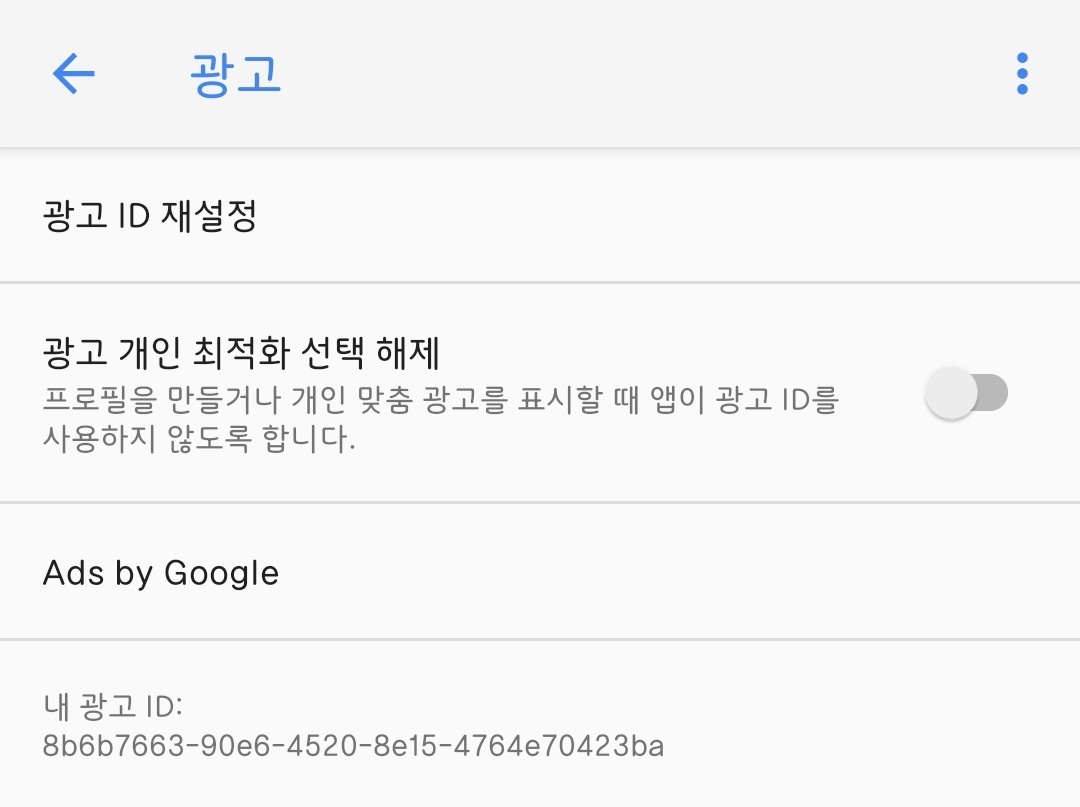 광고
광고 ID 재설정
광고 개인 최적화 선택 해제
프로필을 만들거나 개인 맞춤 광고를 표시할 때 앱이 광고 ID를
사용하지 않도록 합니다.
Ads by Google
내 광고 ID:
8b6b7663-90e6-4520-8e15-4764e70423ba